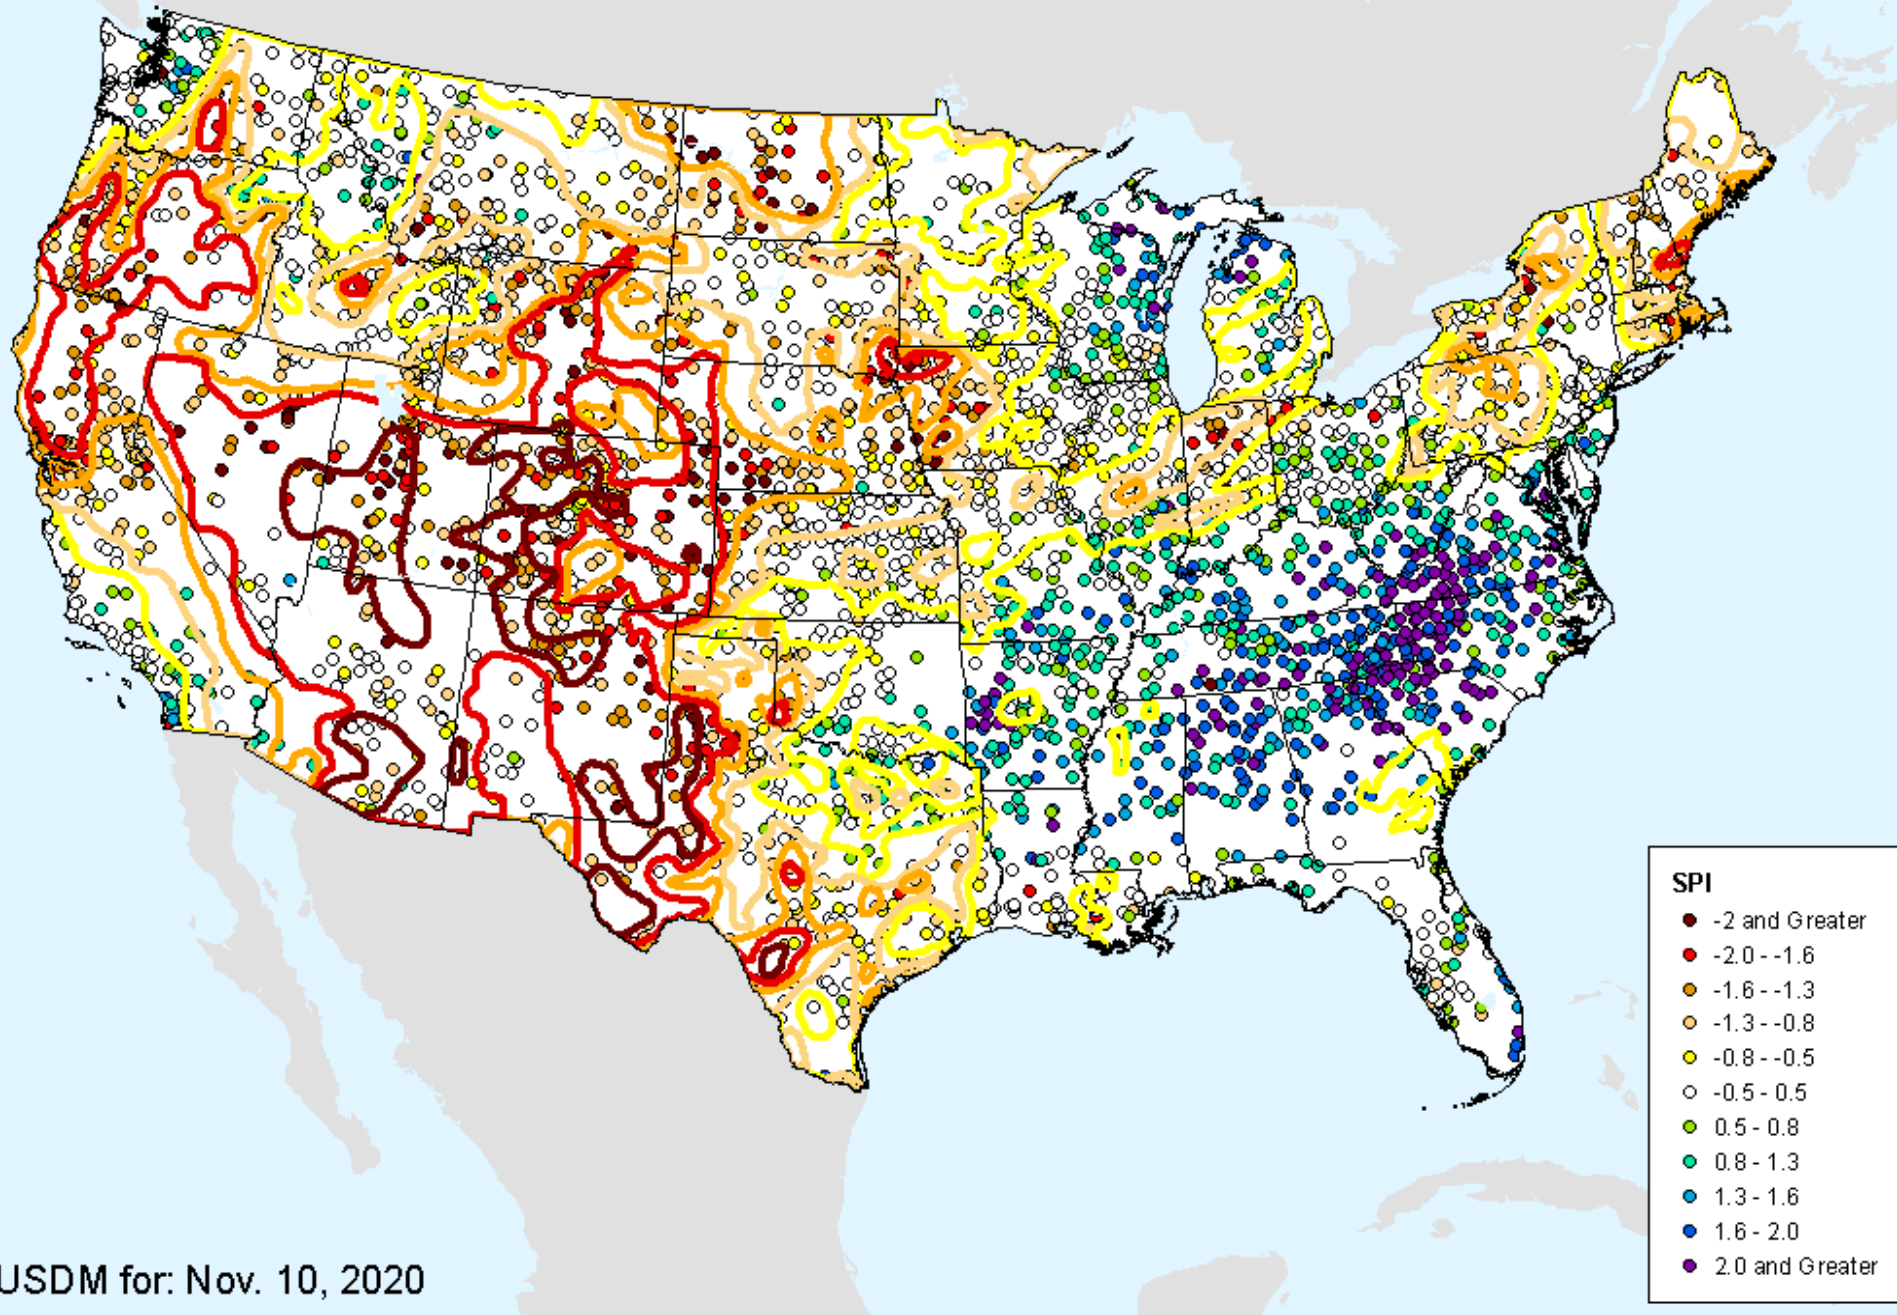 SPI
-2 and Greater
-2.0 - -1.6
-1.6 - -1.3
-1.3 - -0.8
-0.8 - -0.5
-0.5 - 0.5
0.5 - 0.8
0.8 - 1.3
1.3 - 1.6
1.6 - 2.0
2.0 and Greater
USDM for: Nov. 10, 2020